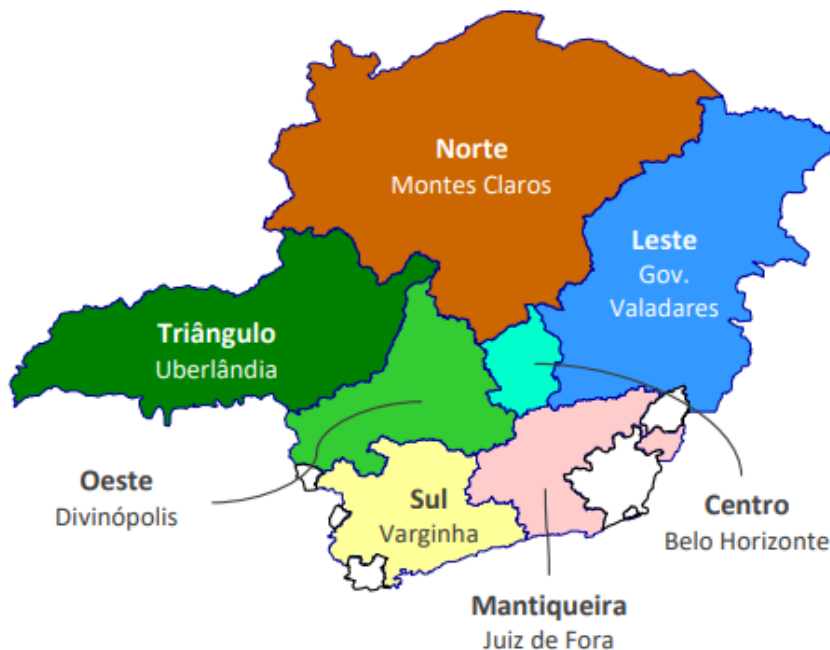 Norte
Montes Claros
Leste
Gov.
Valadares
Triângulo
Uberlândia
Oeste
Divinópolis
Sul
Varginha
Centro
Belo Horizonte
Mantiqueira
Juiz de Fora